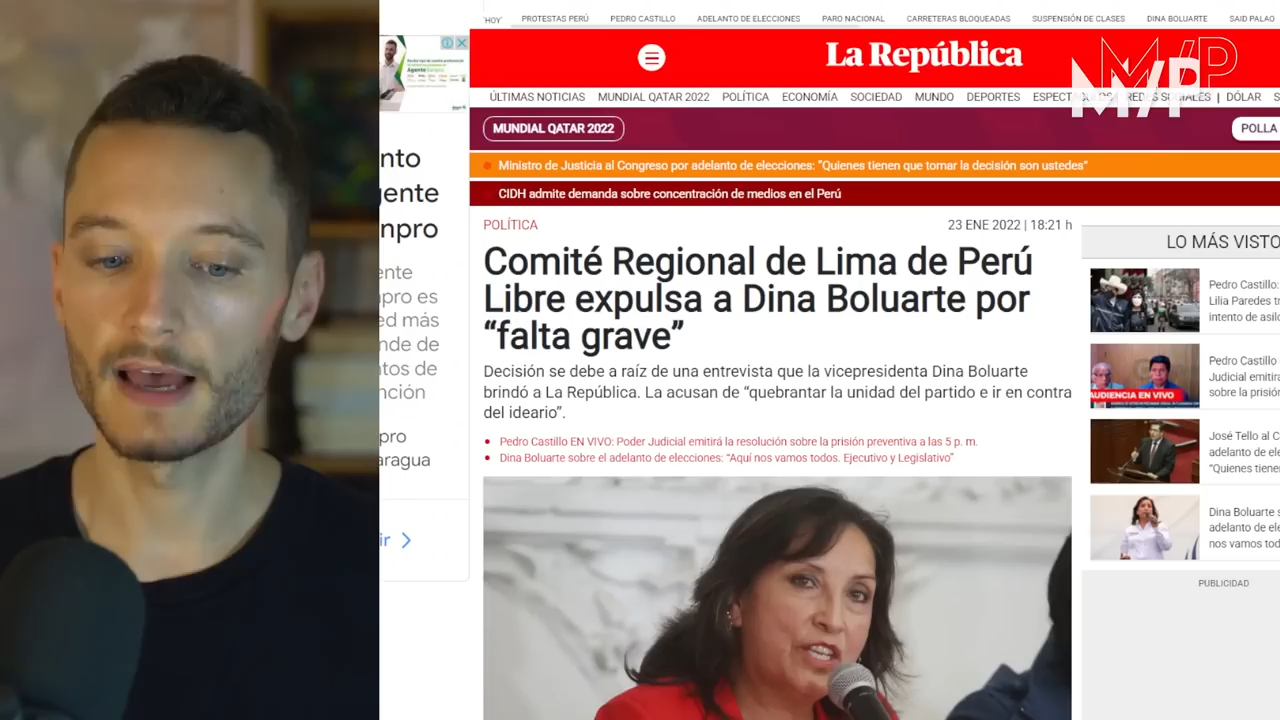 HOY
PROTESTAS PERÚ
PEDRO CASTILLO
ADELANTO DE ELECCIONES
PARO NACIONAL
CARRETERAS BLOQUEADAS
SUSPENSIÓN DE CLASES
DINA BOLUARTE
SAID PALAO
La República
M/P
ÚLTIMAS NOTICIAS
MUNDIAL QATAR 2022
POLÍTICA
ECONOMÍA
SOCIEDAD
MUNDO
DEPORTES
REDES SOCIALES
DÓLAR
MUNDIAL QATAR 2022
POLLA
Ministro de Justicia al Congreso por adelanto de elecciones: “Quienes tienen que tomar la decisión son ustedes”
CIDH admite demanda sobre concentración de medios en el Perú
POLÍTICA
23 ENE 2022 | 18:21 h
Comité Regional de Lima de Perú
Libre expulsa a Dina Boluarte por
“falta grave”
Decisión se debe a raíz de una entrevista que la vicepresidenta Dina Boluarte
brindó a La República. La acusan de “quebrantar la unidad del partido e ir en contra
del ideario”.
Pedro Castillo EN VIVO: Poder Judicial emitirá la resolución sobre la prisión preventiva a las 5 p. m.
Dina Boluarte sobre el adelanto de elecciones: “Aquí nos vamos todos. Ejecutivo y Legislativo”
LO MÁS VISTO
Pedro Castillo:
Lilia Paredes t
intento de asilo
Pedro Castillo
Judicial emitirá
sobre la prisión
AUDIENCIA EN VIVO
José Tello al C
adelanto de ele
“Quienes tienen
Dina Boluarte s
adelanto de ele
nos vamos todo
PUBLICIDAD
nto
gente
npro
ente
pro es
ed más
nde de
ntos de
nción
pro
aragua
ir